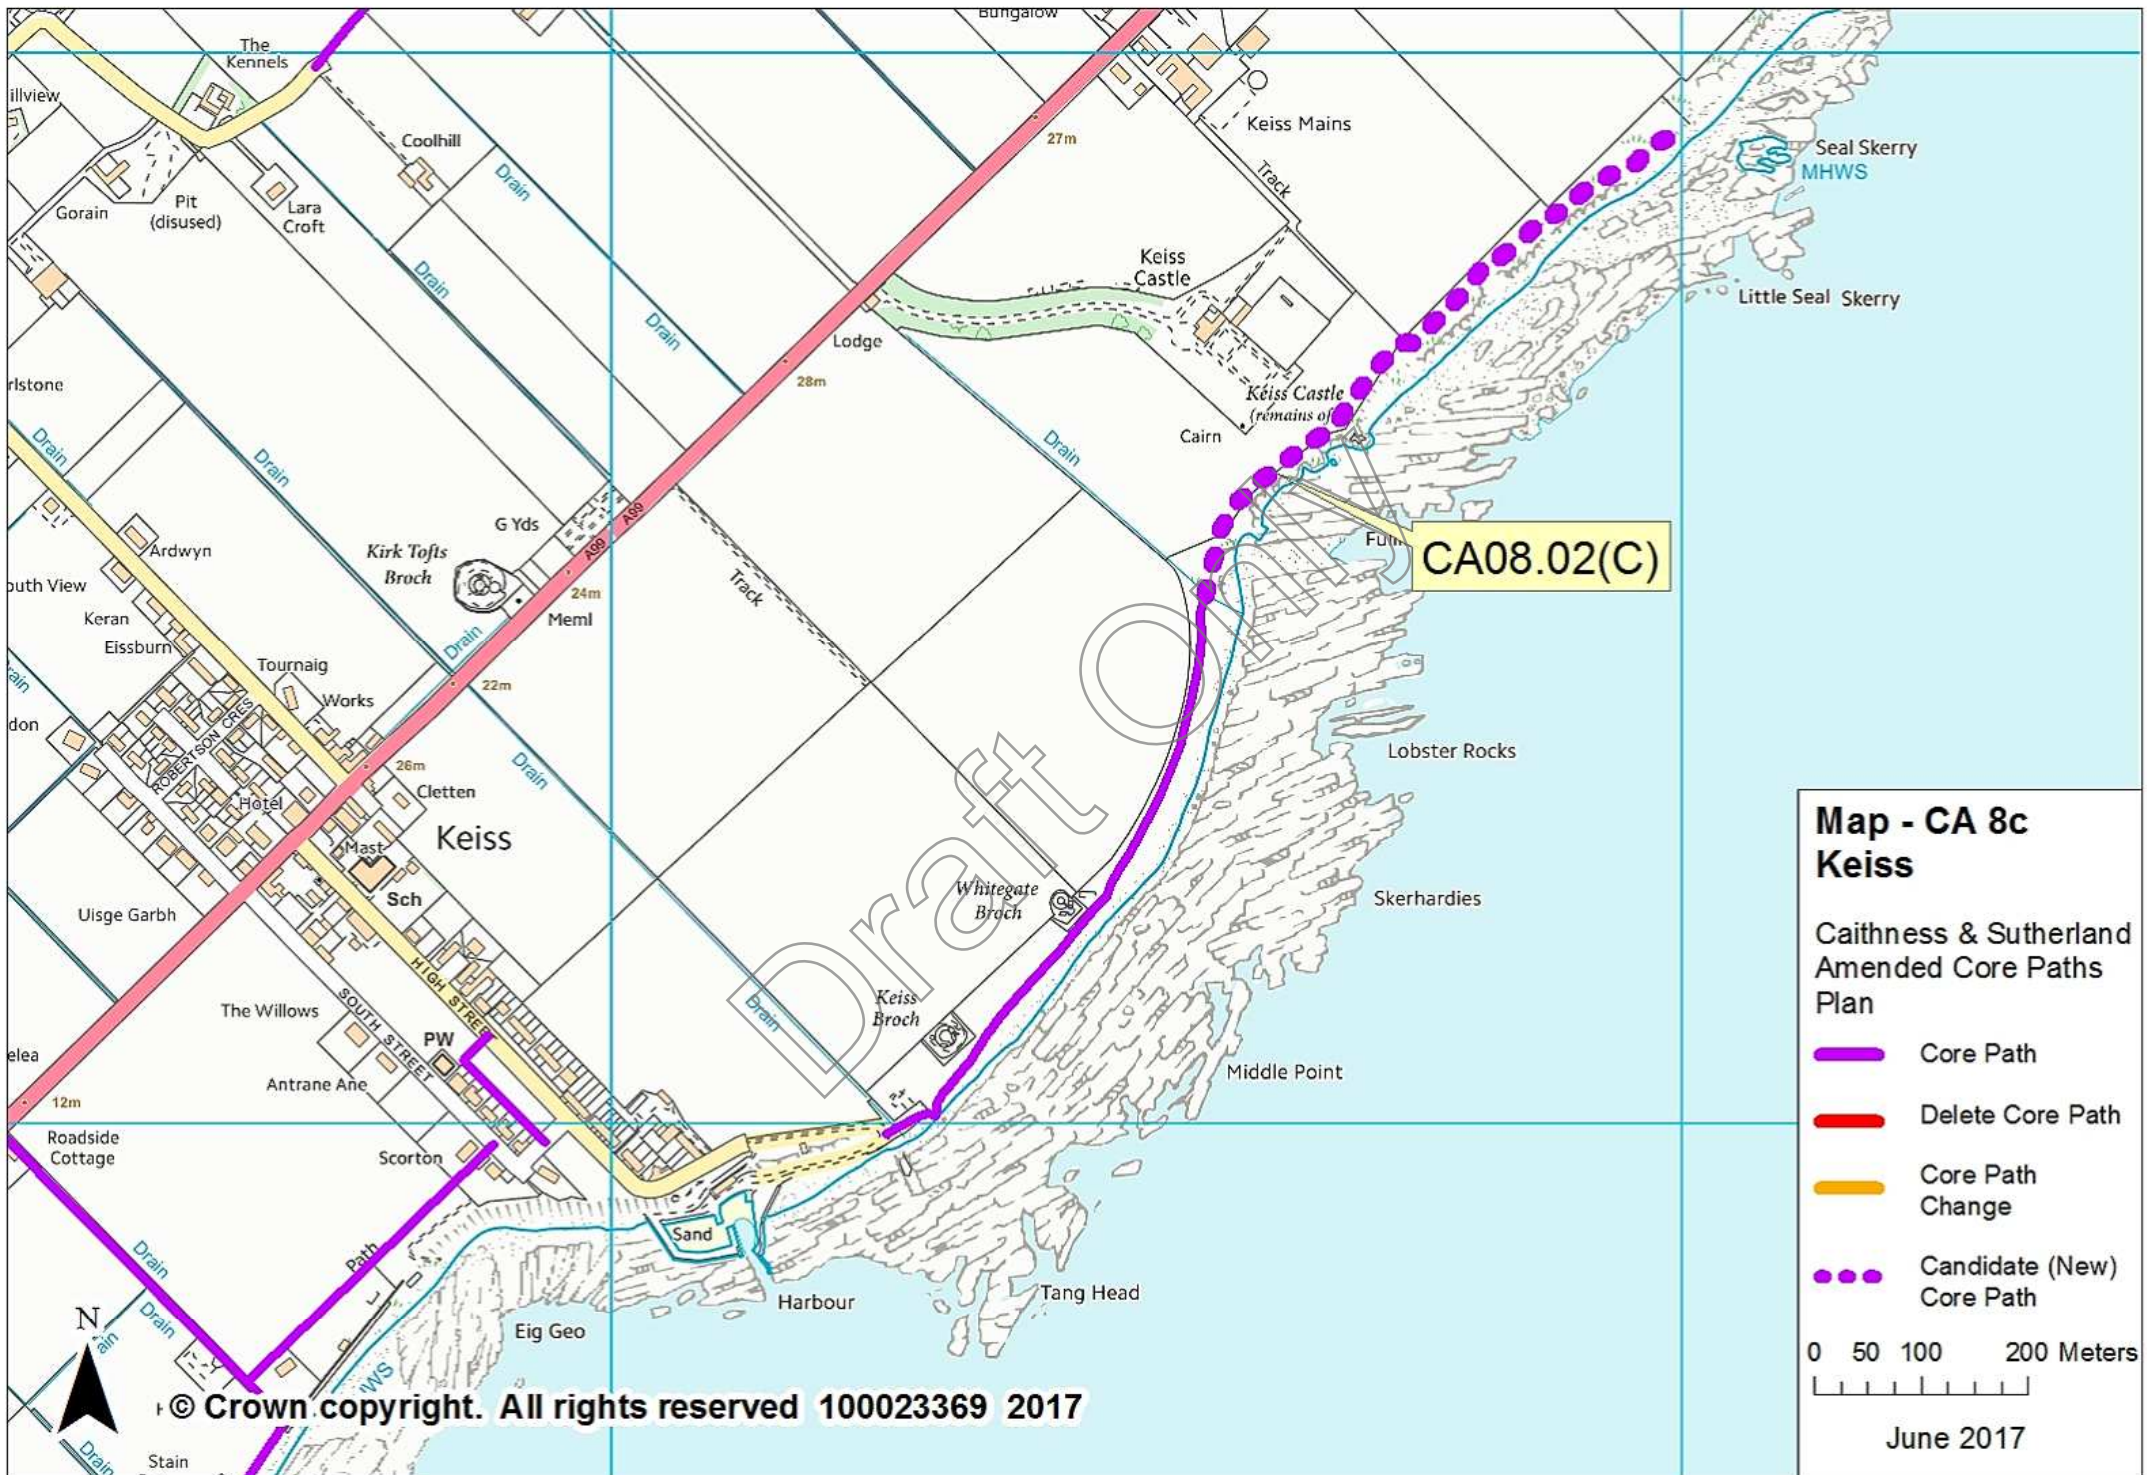 Bungalow
The
Kennels
illview
Coolhill
Drain
27m
Keiss Mains
Track
Seal Skerry
MHWS
Gorain
Pit
(disused)
Lara
Croft
Drain
Drain
Keiss
Castle
Little Seal Skerry
Lodge
28m
rlstone
Keiss Castle
(remains of)
Cairn
Drain
Drain
Drain
G Yds
A99
A99
Kirk Tofts
Broch
Ardwyn
CA08.02(C)
outh View
24m
Meml
Track
Keran
Eissburn
Drain
Tournaig
22m
Works
don
ROBERTSON CRES
Lobster Rocks
26m
Drain
Cletten
Hotel
Keiss
Mast
Sch
Whitegate
Broch
Skerhardies
Uisge Garbh
HIGH STREET
SOUTH STREET
The Willows
Keiss
Broch
Drain
PW
elea
Antrane Ane
Middle Point
12m
Roadside
Cottage
Scorton
Path
Sand
Drain
Drain
Harbour
Tang Head
Eig Geo
N
ain
WS
Drain
Stain
Draft Only
© Crown copyright. All rights reserved 100023369 2017
Map - CA 8c
Keiss
Caithness & Sutherland
Amended Core Paths
Plan
Core Path
Delete Core Path
Core Path
Change
Candidate (New)
Core Path
0 50 100 200 Meters
June 2017